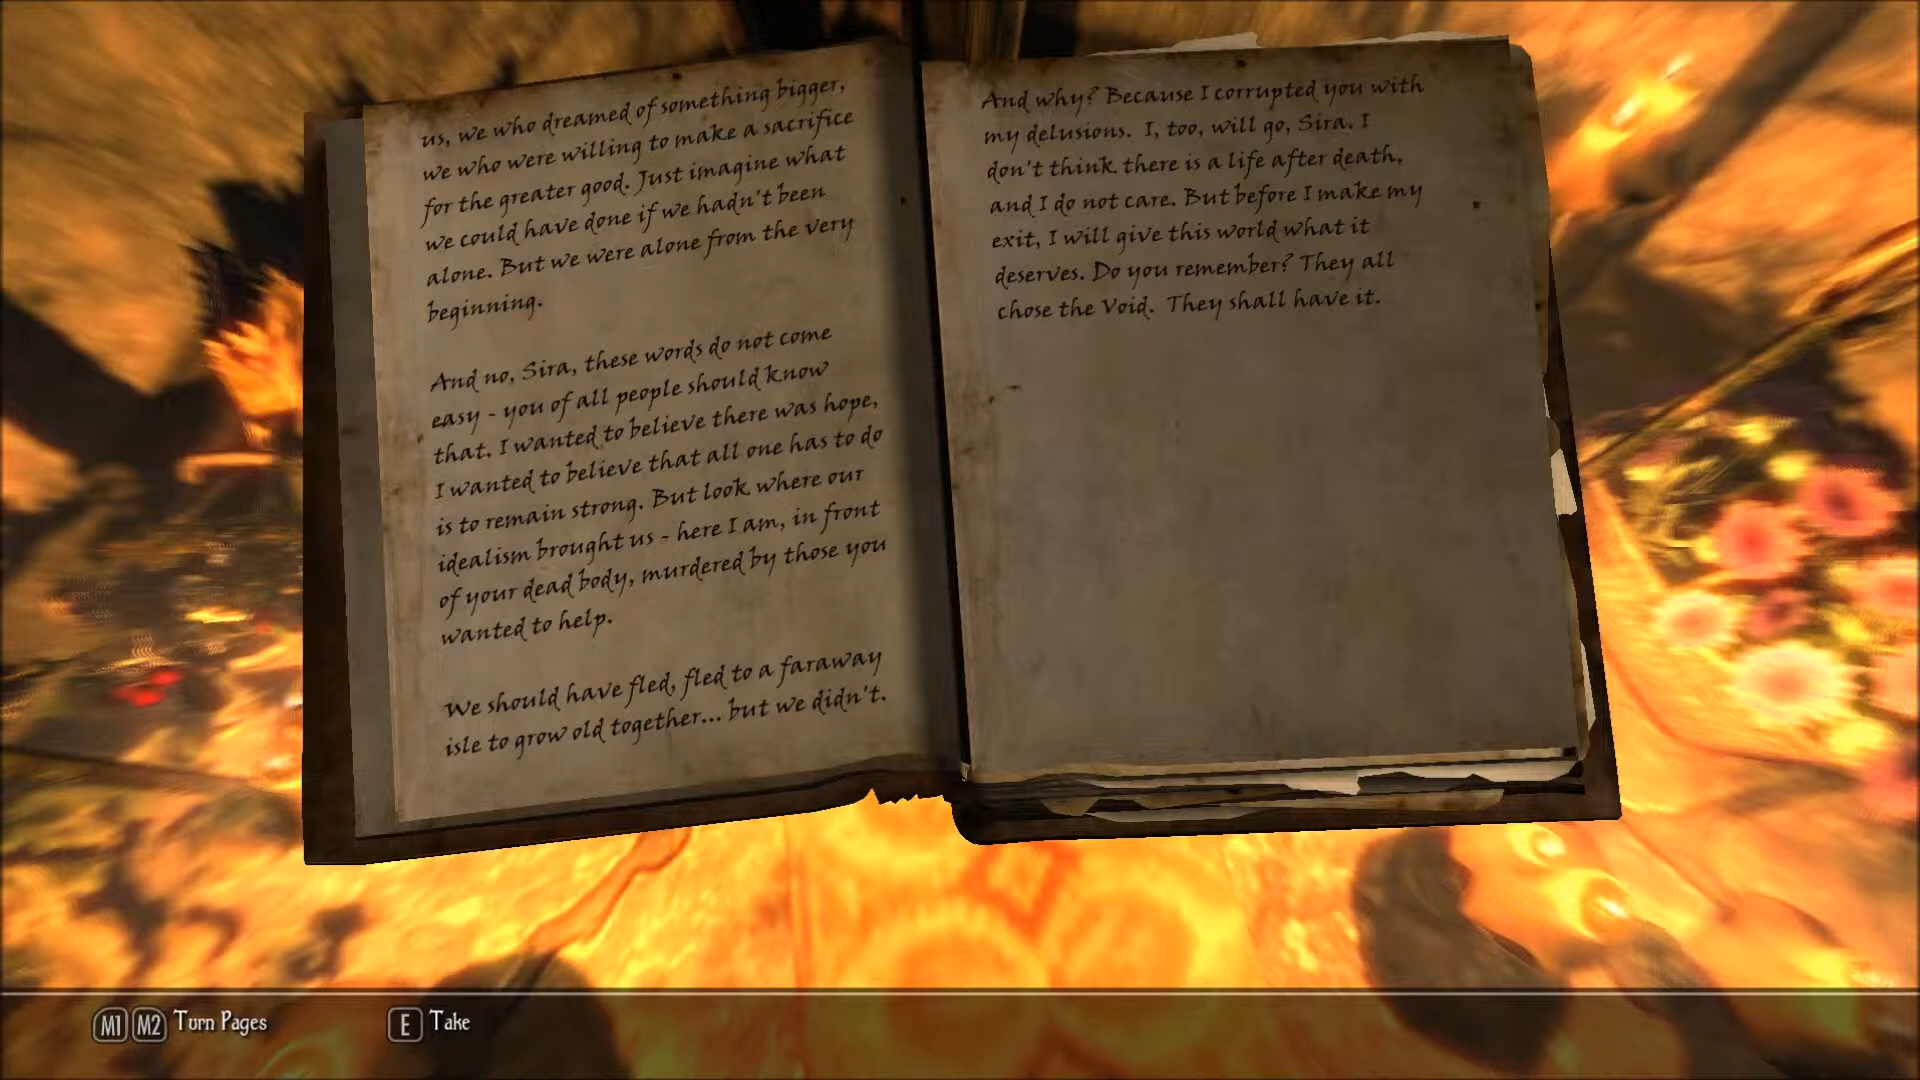 us, we who dreamed of something bigger,
we who were willing to make a sacrifice
for the greater good. Just imagine what
we could have done if we hadn't been
alone. But we were alone from the very
beginning.
And no, Sira, these words do not come
easy - you of all people should know
that. I wanted to believe there was hope,
I wanted to believe that all one has to do
is to remain strong. But look where our
idealism brought us - here I am, in front
of your dead body, murdered by those you
wanted to help.
We should have fled, fled to a faraway
isle to grow old together... but we didn't.
And why? Because I corrupted you with
my delusions. I, too, will go, Sira. I
don't think there is a life after death,
and I do not care. But before I make my
exit, I will give this world what it
deserves. Do you remember? They all
chose the Void. They shall have it.
M1 M2 Turn Pages
E Take